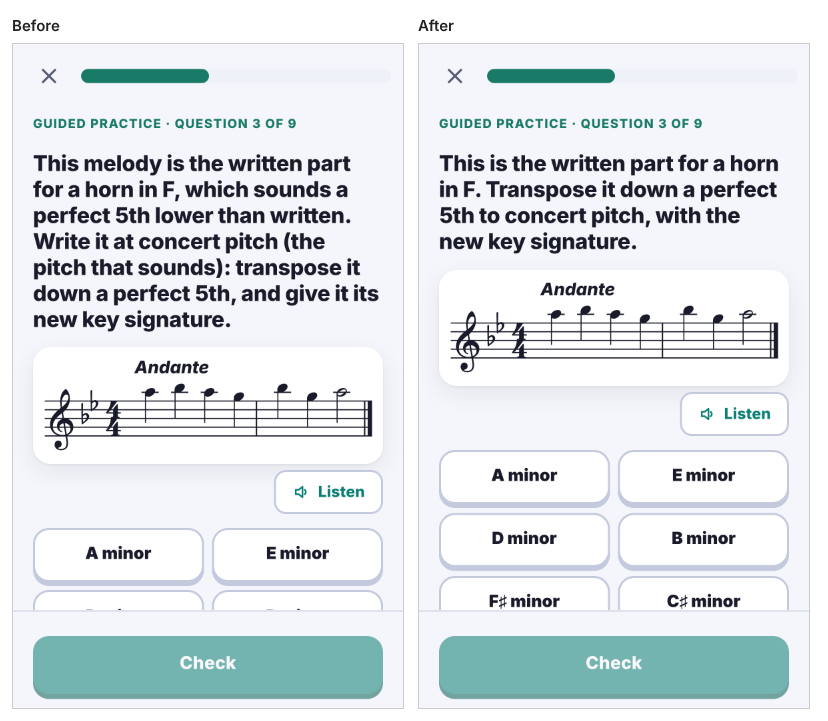 Before
GUIDED PRACTICE · QUESTION 3 OF 9
This melody is the written part
for a horn in F, which sounds a
perfect 5th lower than written.
Write it at concert pitch (the
pitch that sounds): transpose it
down a perfect 5th, and give it its
new key signature.
Andante
4
4
Listen
A minor
E minor
Check
After
GUIDED PRACTICE · QUESTION 3 OF 9
This is the written part for a horn
in F. Transpose it down a perfect
5th to concert pitch, with the
new key signature.
Andante
4
4
Listen
A minor
E minor
D minor
B minor
F♯ minor
C♯ minor
Check